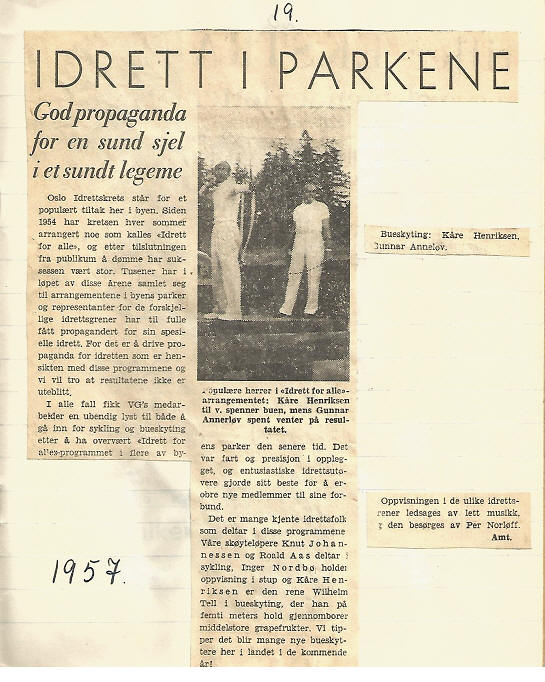 19.
IDRETT I PARKENE
God propaganda
for en sund sjel
i et sundt legeme
Oslo Idrettskrets står for et
populært tiltak her i byen. Siden
1954 har kretsen hver sommer
arrangert noe som kalles «Idrett
for alle», og etter tilslutningen
fra publikum å dømme har suk-
sessen vært stor. Tusener har i
løpet av disse årene samlet seg
til arrangementene i byens parker
og representanter for de forskjel-
lige idrettsgrener har til fulle
fått propagandert for sin spesi-
elle idrett. For det er å drive pro-
paganda for idretten som er hen-
sikten med disse programmene og
vi vil tro at resultatene ikke er
uteblitt.
I alle fall fikk VG's medar-
beider en ubendig lyst til både å
gå inn for sykling og bueskyting
etter å ha overvært «Idrett for
alle»-programmet i flere av by-
populære herrer i «Idrett for alle»-
arrangementet: Kåre Henriksen
til v. spenner buen, mens Gunnar
Annerløv spent venter på resul-
tatet.
ens parker den senere tid. Det
var fart og presisjon i oppleg-
get, og entusiastiske idrettsutø-
vere gjorde sitt beste for å er-
obre nye medlemmer til sine for-
bund.
Det er mange kjente idrettsfolk
som deltar i disse programmene
Våre skøyteløpere Knut Johan-
nessen og Roald Aas deltar i
sykling, Inger Nordbø holder
oppvisning i stup og Kåre Hen-
riksen er den rene Wilhelm
Tell i bueskyting, der han på
femti meters hold gjennomborer
middelstore grapefrukter. Vi tip-
per det blir mange nye bueskyt-
tere her i landet i de kommende
år!
Bueskyting: Kåre Henriksen,
Gunnar Anneløv.
Oppvisningen i de ulike idretts-
grener ledsages av lett musikk,
den besørges av Per Norløff.
Amt.
1957.